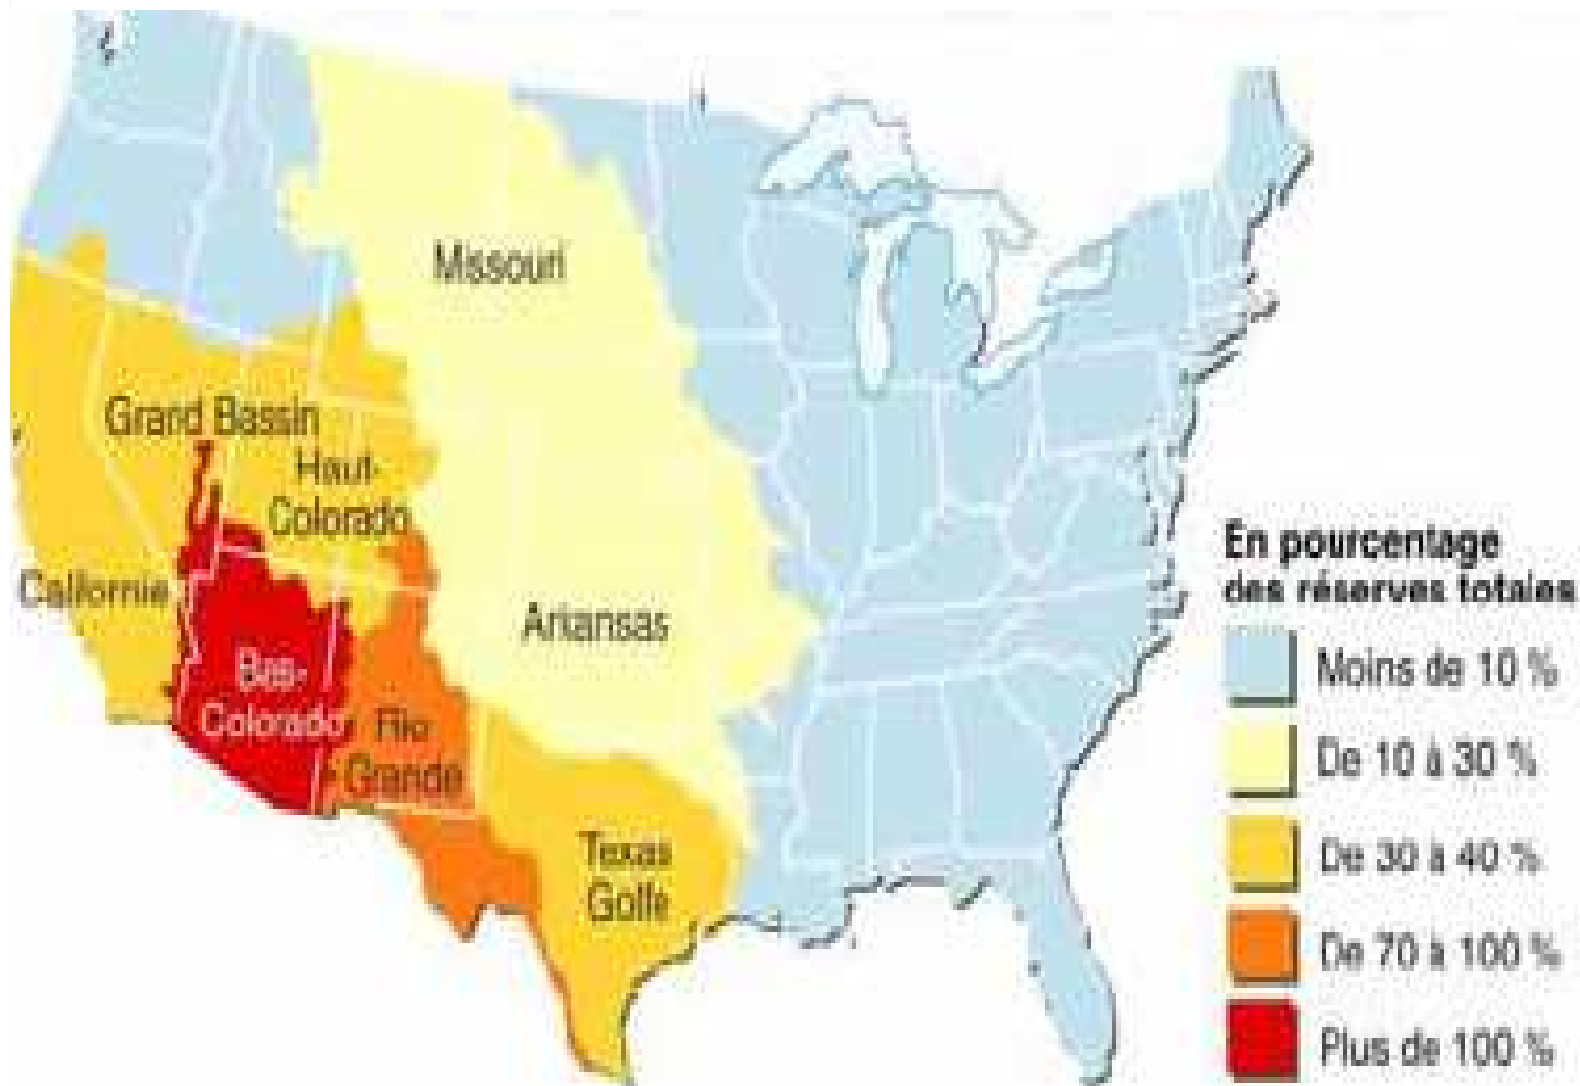 Missouri
Grand Bassin
Haut-
Colorado
Californie
Arkansas
Bas-
Colorado
Rio
Grande
Texas
Golfe
En pourcentage
des réserves totales
Moins de 10 %
De 10 à 30 %
De 30 à 40 %
De 70 à 100 %
Plus de 100 %